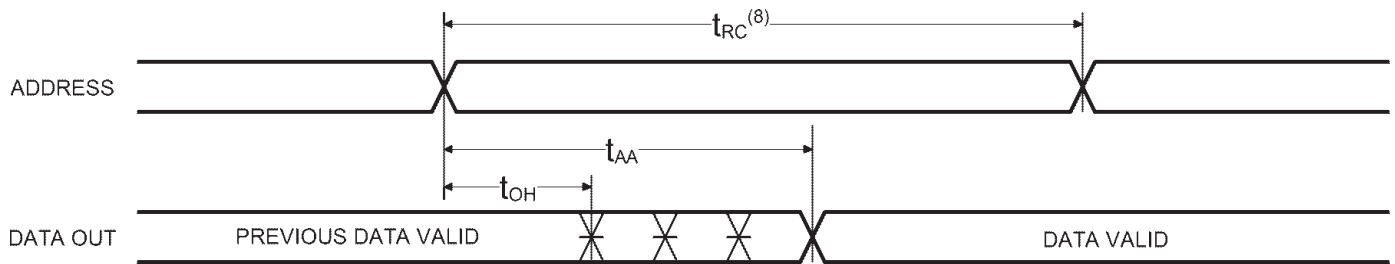 tRC(8)
ADDRESS
tAA
tOH
DATA OUT
PREVIOUS DATA VALID
DATA VALID